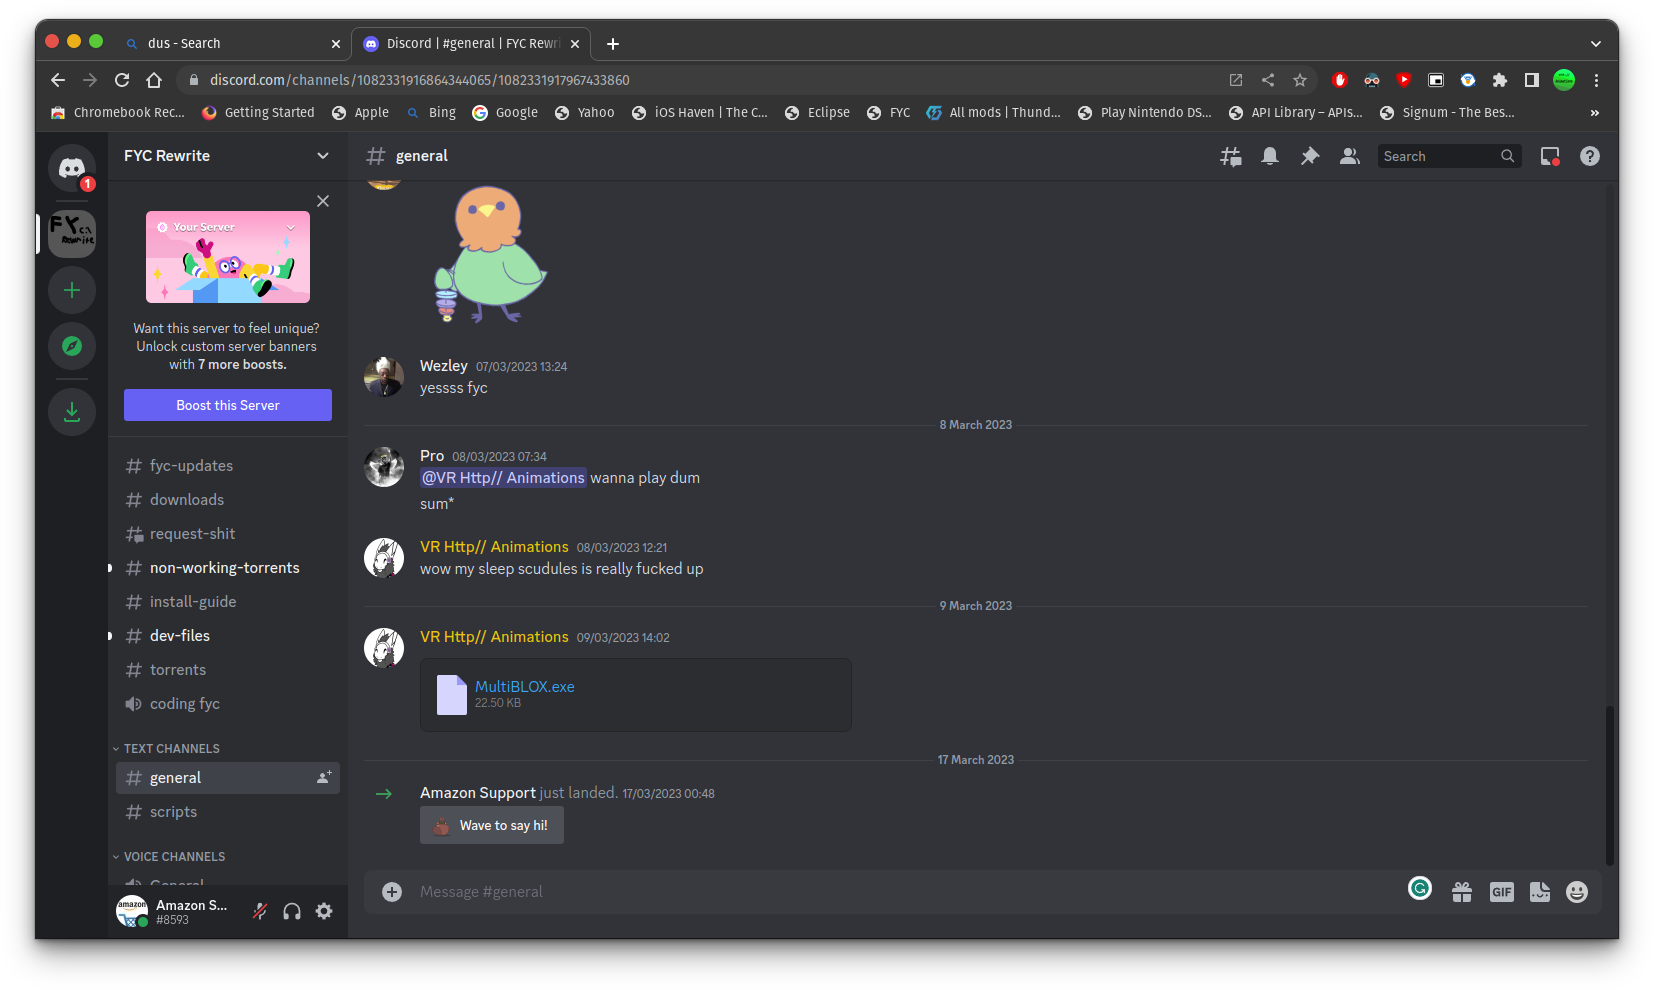 dus - Search
Discord | #general | FYC Rewri
discord.com/channels/1082331916864344065/1082331917967433860
Chromebook Rec...
Getting Started
Apple
Bing
Google
Yahoo
iOS Haven | The C...
Eclipse
FYC
All mods | Thund...
Play Nintendo DS...
API Library – APIs...
Signum - The Bes...
»
1
FYC
Rewrite
FYC Rewrite
Your Server
Want this server to feel unique?
Unlock custom server banners
with 7 more boosts.
Boost this Server
fyc-updates
downloads
request-shit
non-working-torrents
install-guide
dev-files
torrents
coding fyc
TEXT CHANNELS
general
scripts
VOICE CHANNELS
General
amazon
Amazon S...
#8593
general
Search
Wezley 07/03/2023 13:24
yessss fyc
8 March 2023
Pro 08/03/2023 07:34
@VR Http// Animations wanna play dum
sum*
VR Http// Animations 08/03/2023 12:21
wow my sleep scudules is really fucked up
9 March 2023
VR Http// Animations 09/03/2023 14:02
MultiBLOX.exe
22.50 KB
17 March 2023
Amazon Support just landed. 17/03/2023 00:48
Wave to say hi!
Message #general
GIF